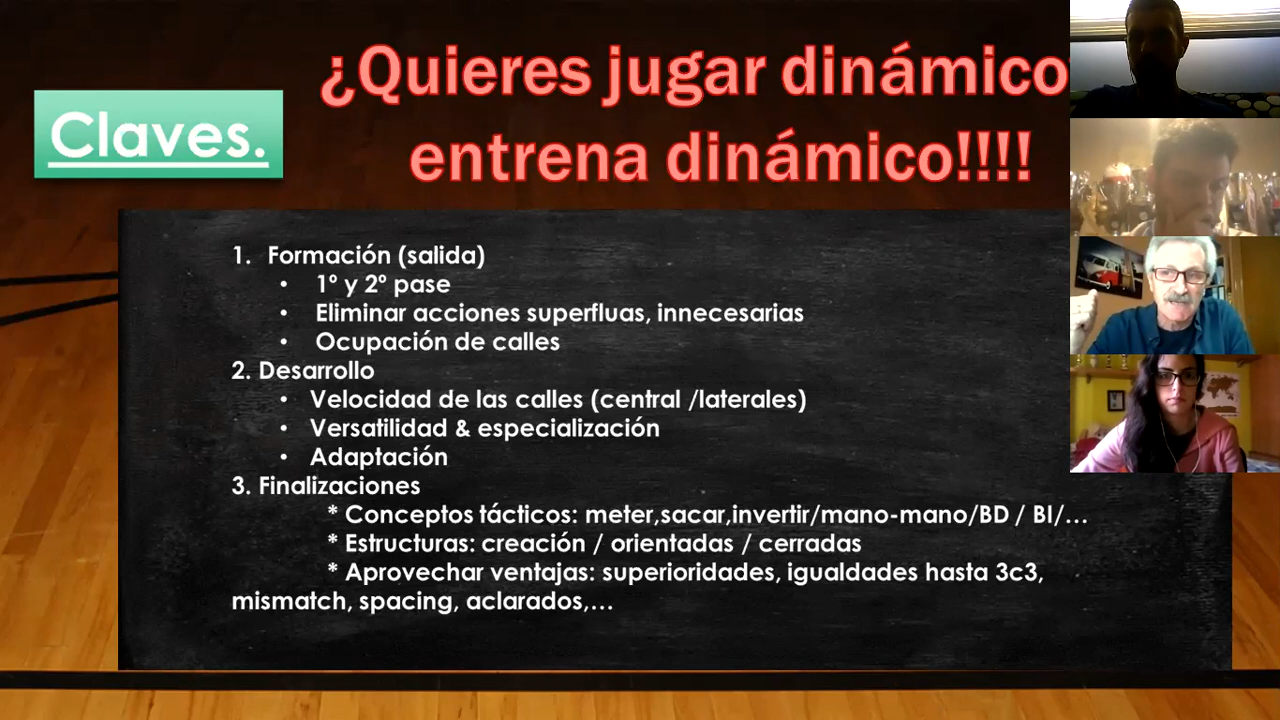 ¿Quieres jugar dinámico
Claves.
entrena dinámico!!!!
1. Formación (salida)
• 1º y 2º pase
• Eliminar acciones superfluas, innecesarias
• Ocupación de calles
2. Desarrollo
• Velocidad de las calles (central /laterales)
• Versatilidad & especialización
• Adaptación
3. Finalizaciones
* Conceptos tácticos: meter,sacar,invertir/mano-mano/BD / BI/…
* Estructuras: creación / orientadas / cerradas
* Aprovechar ventajas: superioridades, igualdades hasta 3c3,
mismatch, spacing, aclarados,…